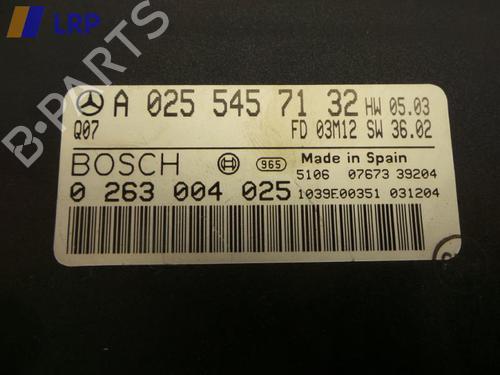 LRP
B-PARTS
A 025 545 71 32 HW 05.03
Q07 FD 03M12 SW 36.02
BOSCH 965 Made in Spain
5106 07673 39204
0 263 004 025 1039E00351 031204